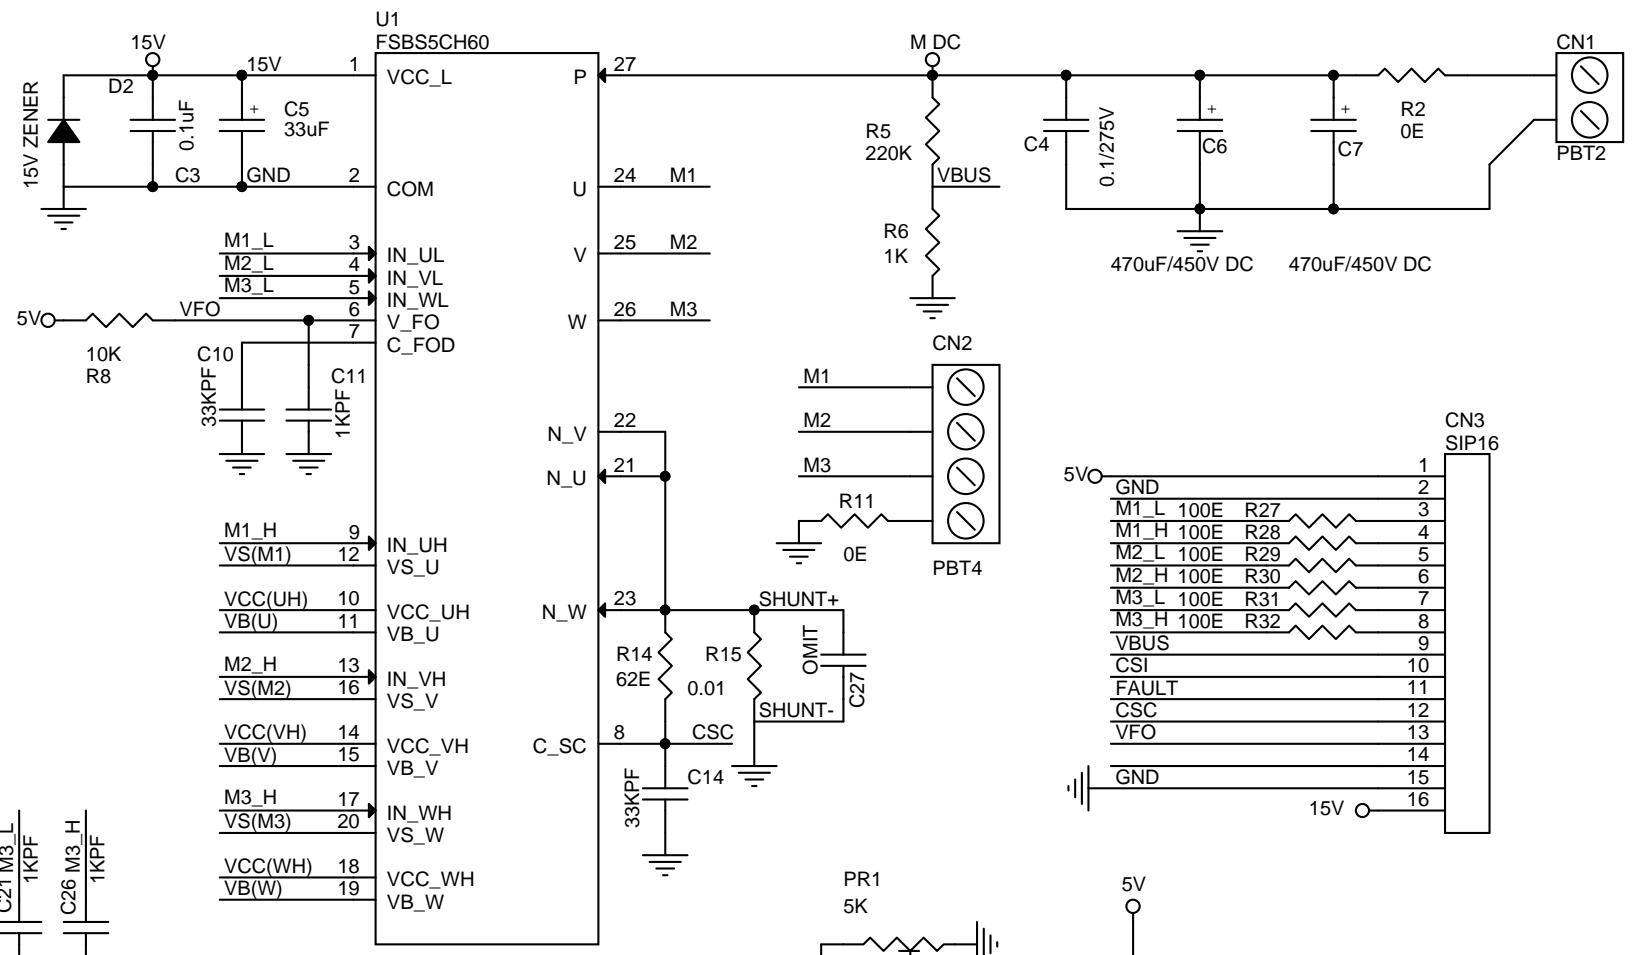 U1
FSBS5CH60
15V
15V
D2
15V ZENER
0.1uF
C3
+
C5
33uF
GND
1
VCC_L
2
COM
M1_L
3
IN_UL
M2_L
4
IN_VL
M3_L
5
IN_WL
5V
VFO
6
V_FO
7
C_FOD
10K
R8
C10
33KPF
C11
1KPF
M1_H
9
IN_UH
VS(M1)
12
VS_U
VCC(UH)
10
VCC_UH
VB(U)
11
VB_U
M2_H
13
IN_VH
VS(M2)
16
VS_V
VCC(VH)
14
VCC_VH
VB(V)
15
VB_V
M3_H
17
IN_WH
VS(M3)
20
VS_W
VCC(WH)
18
VCC_WH
VB(W)
19
VB_W
C21 M3_L
1KPF
C26 M3_H
1KPF
P
27
M DC
U
24
M1
V
25
M2
W
26
M3
N_V
22
N_U
21
N_W
23
C_SC
8
CSC
R5
220K
VBUS
R6
1K
C4
0.1/275V
+
C6
+
C7
470uF/450V DC
470uF/450V DC
R2
0E
CN1
PBT2
CN2
M1
M2
M3
R11
0E
PBT4
SHUNT+
R14
62E
R15
0.01
OMIT
C27
SHUNT-
33KPF
C14
CN3
SIP16
5V
1
GND
2
M1_L 100E R27
3
M1_H 100E R28
4
M2_L 100E R29
5
M2_H 100E R30
6
M3_L 100E R31
7
M3_H 100E R32
8
VBUS
9
CSI
10
FAULT
11
CSC
12
VFO
13
14
GND
15
15V
16
PR1
5K
5V